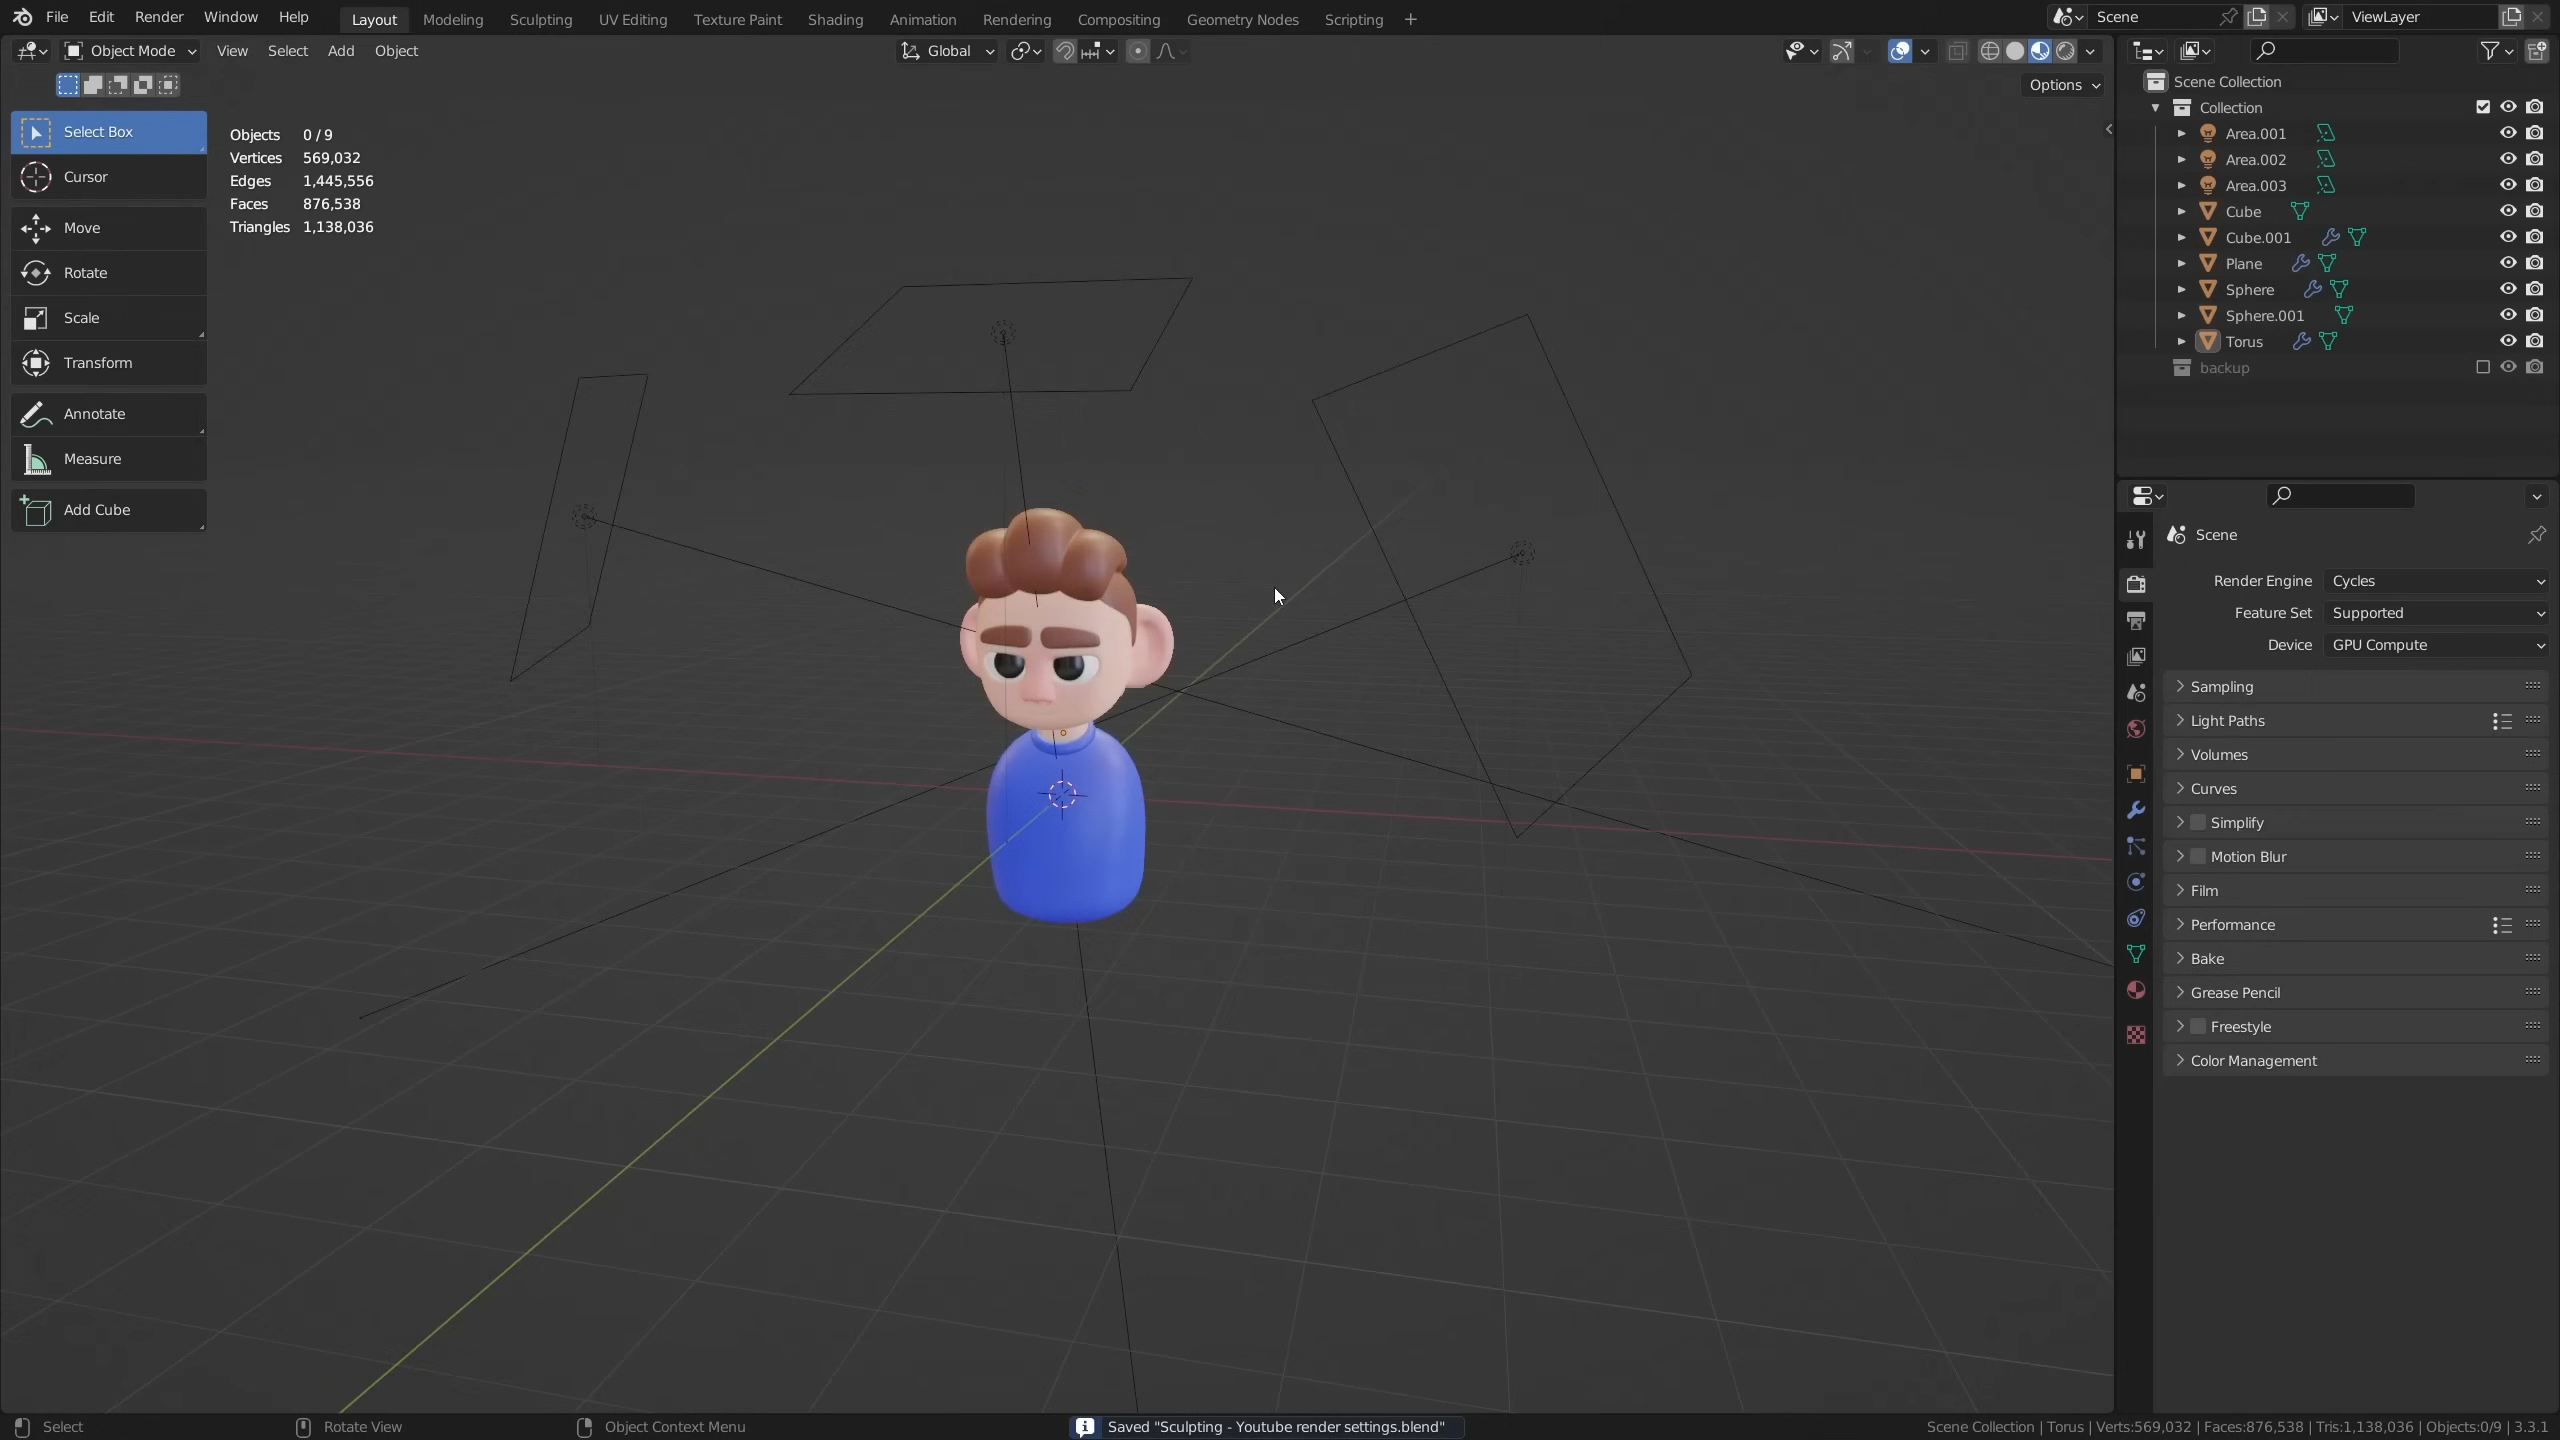 File Edit Render Window Help Layout Modeling Sculpting UV Editing Texture Paint Shading Animation Rendering Compositing Geometry Nodes Scripting + Scene ViewLayer
Object Mode View Select Add Object Global
Options
Select Box
Cursor
Move
Rotate
Scale
Transform
Annotate
Measure
Add Cube
Objects 0 / 9
Vertices 569,032
Edges 1,445,556
Faces 876,538
Triangles 1,138,036
Scene Collection
Collection
Area.001
Area.002
Area.003
Cube
Cube.001
Plane
Sphere
Sphere.001
Torus
backup
Scene
Render Engine Cycles
Feature Set Supported
Device GPU Compute
Sampling
Light Paths
Volumes
Curves
Simplify
Motion Blur
Film
Performance
Bake
Grease Pencil
Freestyle
Color Management
Select Rotate View Object Context Menu Saved "Sculpting - Youtube render settings.blend" Scene Collection | Torus | Verts:569,032 | Faces:876,538 | Tris:1,138,036 | Objects:0/9 | 3.3.1